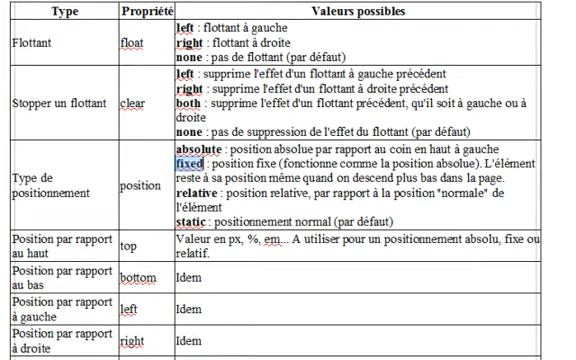 Type Propriété Valeurs possibles
Flottant float left : flottant à gauche
right : flottant à droite
none : pas de flottant (par défaut)
Stopper un flottant clear left : supprime l'effet d'un flottant à gauche précédent
right : supprime l'effet d'un flottant à droite précédent
both : supprime l'effet d'un flottant précédent, qu'il soit à gauche ou à
droite
none : pas de suppression de l'effet du flottant (par défaut)
Type de
positionnement
position
absolute : position absolue par rapport au coin en haut à gauche
fixed : position fixe (fonctionne comme la position absolue). L'élément
reste à sa position même quand on descend plus bas dans la page.
relative : position relative, par rapport à la position "normale" de
l'élément
static : positionnement normal (par défaut)
Position par rapport
au haut
top
Valeur en px, %, em... A utiliser pour un positionnement absolu, fixe ou
relatif.
Position par rapport
au bas
bottom
Idem
Position par rapport
à gauche
left
Idem
Position par rapport
à droite
right
Idem